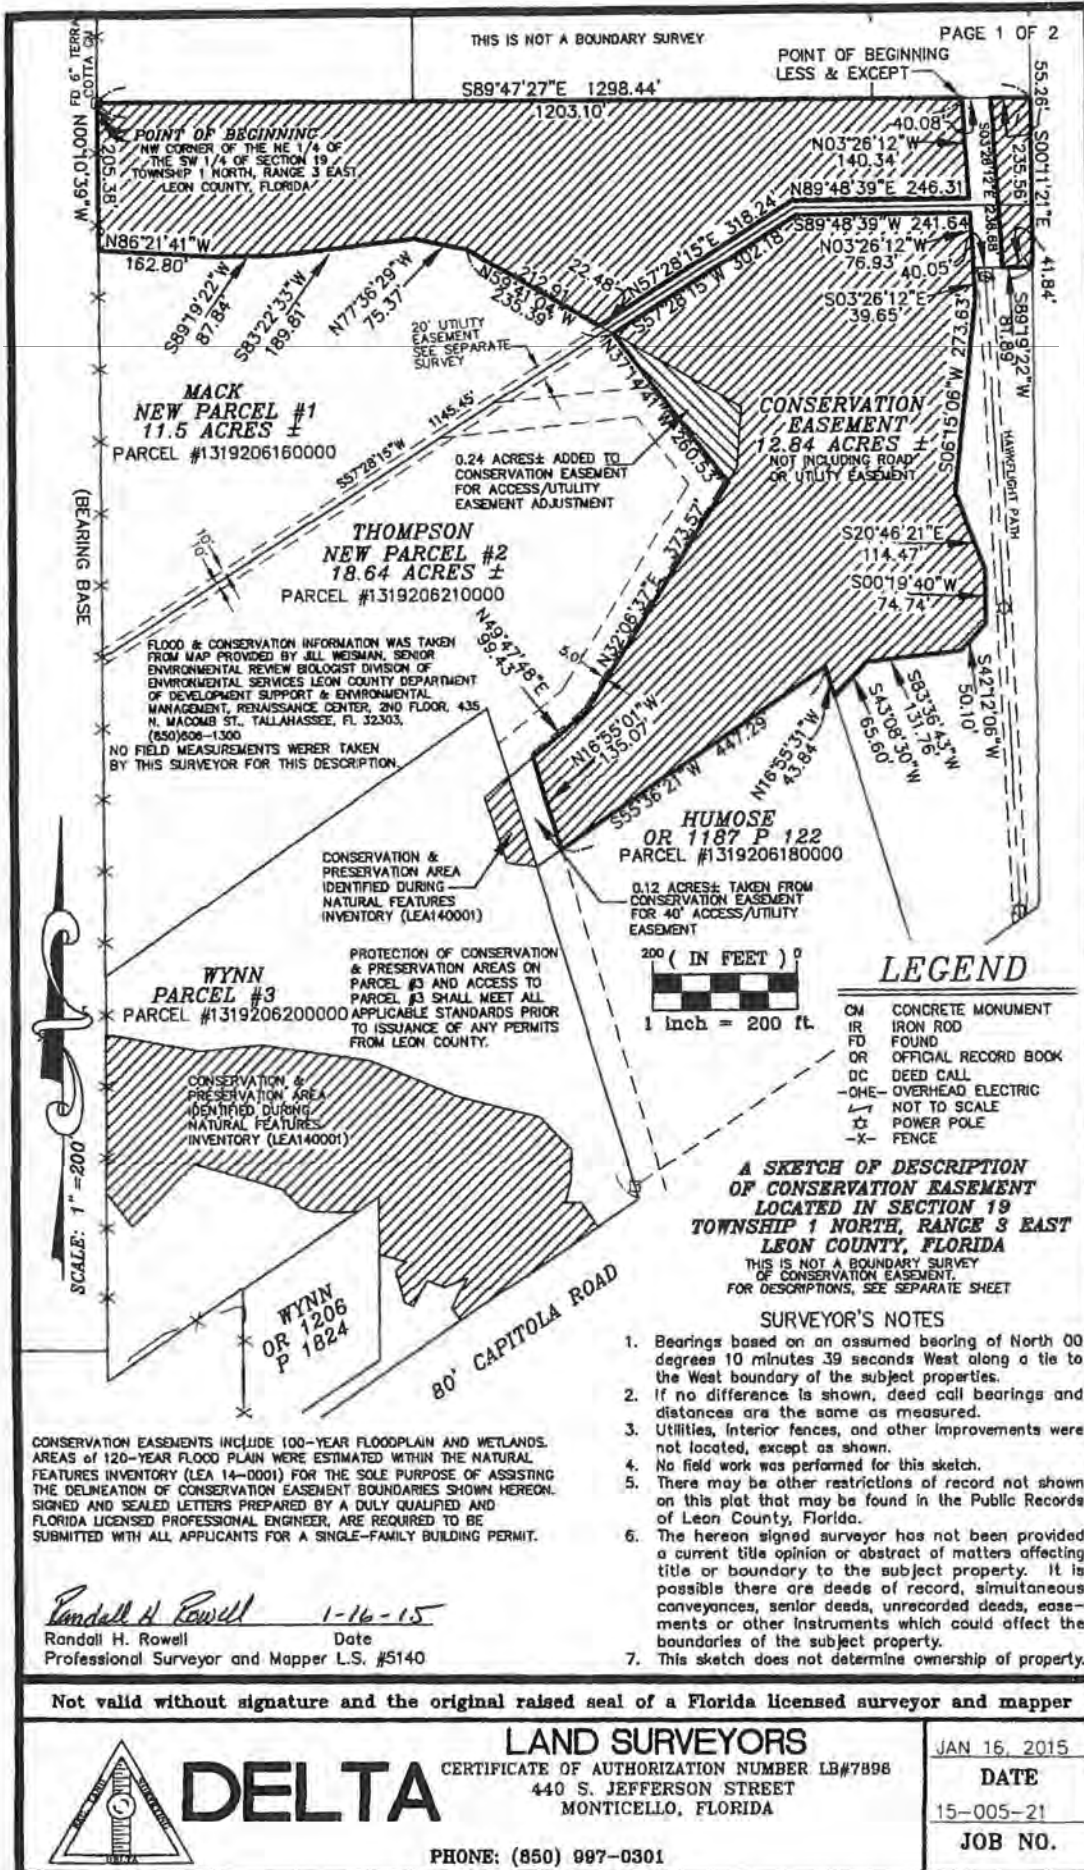 THIS IS NOT A BOUNDARY SURVEY
PAGE 1 OF 2
FD 6" TERRA
COTTA
N00°10'39"W
205.38'
POINT OF BEGINNING
LESS & EXCEPT
S89°47'27"E 1298.44'
1203.10'
55.26'
S00°11'21"E
41.84'
235.56'
S03°26'12"E 238.68
40.08'
N03°26'12"W
140.34'
N89°48'39"E 246.31
S89°48'39"W 241.64
N03°26'12"W
76.93'
40.05'
S03°26'12"E
39.65'
S89°19'22"W
81.89'
POINT OF BEGINNING
NW CORNER OF THE NE 1/4 OF
THE SW 1/4 OF SECTION 19
TOWNSHIP 1 NORTH, RANGE 3 EAST
LEON COUNTY, FLORIDA
N86°21'41"W
162.80'
S89°19'22"W
87.84'
S83°22'33"W
189.81'
N77°36'29"W
75.37'
N59°41'04"W
212.91
235.39'
22.48'
N57°28'15"E 318.24'
S57°28'15"W 302.18'
20' UTILITY
EASEMENT
SEE SEPARATE
SURVEY
N37°14'41"W 260.53'
S06°15'06"W 273.63'
MACK
NEW PARCEL #1
11.5 ACRES ±
PARCEL #1319206160000
S57°28'15"W 1145.45'
CONSERVATION
EASEMENT
12.84 ACRES ±
NOT INCLUDING ROAD
OR UTILITY EASEMENT
0.24 ACRES± ADDED TO
CONSERVATION EASEMENT
FOR ACCESS/UTULITY
EASEMENT ADJUSTMENT
HAWKFLIGHT PATH
(BEARING BASE
10'
10'
THOMPSON
NEW PARCEL #2
18.64 ACRES ±
PARCEL #1319206210000
S20°46'21"E
114.47'
S00°19'40"W
74.74'
N32°06'37"E 373.57'
N49°47'48"E
99.43'
5.0'
FLOOD & CONSERVATION INFORMATION WAS TAKEN
FROM MAP PROVIDED BY JILL WEISMAN, SENIOR
ENVIRONMENTAL REVIEW BIOLOGIST DIVISION OF
ENVIRONMENTAL SERVICES LEON COUNTY DEPARTMENT
OF DEVELOPMENT SUPPORT & ENVIRONMENTAL
MANAGEMENT, RENAISSANCE CENTER, 2ND FLOOR, 435
N. MACOMB ST., TALLAHASSEE, FL 32303,
(850)606-1300
NO FIELD MEASUREMENTS WERER TAKEN
BY THIS SURVEYOR FOR THIS DESCRIPTION.
N16°55'01"W
135.07'
S55°36'21"W 447.29'
N16°55'31"W
43.84'
S43°08'30"W
65.60'
S83°36'43"W
131.76'
S42°12'06"W
50.10'
HUMOSE
OR 1187 P 122
PARCEL #1319206180000
CONSERVATION &
PRESERVATION AREA
IDENTIFIED DURING
NATURAL FEATURES
INVENTORY (LEA140001)
0.12 ACRES± TAKEN FROM
CONSERVATION EASEMENT
FOR 40' ACCESS/UTILITY
EASEMENT
WYNN
PARCEL #3
PARCEL #1319206200000
PROTECTION OF CONSERVATION
& PRESERVATION AREAS ON
PARCEL #3 AND ACCESS TO
PARCEL #3 SHALL MEET ALL
APPLICABLE STANDARDS PRIOR
TO ISSUANCE OF ANY PERMITS
FROM LEON COUNTY.
200 ( IN FEET ) 0
1 inch = 200 ft.
LEGEND
CM CONCRETE MONUMENT
IR IRON ROD
FD FOUND
OR OFFICIAL RECORD BOOK
DC DEED CALL
-OHE- OVERHEAD ELECTRIC
NOT TO SCALE
POWER POLE
-X- FENCE
CONSERVATION &
PRESERVATION AREA
IDENTIFIED DURING
NATURAL FEATURES
INVENTORY (LEA140001)
SCALE: 1" =200'
WYNN
OR 1206
P 1824
80' CAPITOLA ROAD
A SKETCH OF DESCRIPTION
OF CONSERVATION EASEMENT
LOCATED IN SECTION 19
TOWNSHIP 1 NORTH, RANGE 3 EAST
LEON COUNTY, FLORIDA
THIS IS NOT A BOUNDARY SURVEY
OF CONSERVATION EASEMENT.
FOR DESCRIPTIONS, SEE SEPARATE SHEET
SURVEYOR'S NOTES
1. Bearings based on an assumed bearing of North 00
degrees 10 minutes 39 seconds West along a tie to
the West boundary of the subject properties.
2. If no difference is shown, deed call bearings and
distances are the same as measured.
3. Utilities, interior fences, and other improvements were
not located, except as shown.
4. No field work was performed for this sketch.
5. There may be other restrictions of record not shown
on this plat that may be found in the Public Records
of Leon County, Florida.
6. The hereon signed surveyor has not been provided
a current title opinion or abstract of matters affecting
title or boundary to the subject property. It is
possible there are deeds of record, simultaneous
conveyances, senior deeds, unrecorded deeds, ease-
ments or other instruments which could affect the
boundaries of the subject property.
7. This sketch does not determine ownership of property.
CONSERVATION EASEMENTS INCLUDE 100-YEAR FLOODPLAIN AND WETLANDS.
AREAS of 120-YEAR FLOOD PLAIN WERE ESTIMATED WITHIN THE NATURAL
FEATURES INVENTORY (LEA 14-0001) FOR THE SOLE PURPOSE OF ASSISTING
THE DELINEATION OF CONSERVATION EASEMENT BOUNDARIES SHOWN HEREON.
SIGNED AND SEALED LETTERS PREPARED BY A DULY QUALIFIED AND
FLORIDA LICENSED PROFESSIONAL ENGINEER, ARE REQUIRED TO BE
SUBMITTED WITH ALL APPLICANTS FOR A SINGLE-FAMILY BUILDING PERMIT.
Randall H Rowell 1-16-15
Randall H. Rowell Date
Professional Surveyor and Mapper L.S. #5140
Not valid without signature and the original raised seal of a Florida licensed surveyor and mapper
DELTA
DELTA
LAND SURVEYORS
CERTIFICATE OF AUTHORIZATION NUMBER LB#7898
440 S. JEFFERSON STREET
MONTICELLO, FLORIDA
PHONE: (850) 997-0301
JAN 16, 2015
DATE
15-005-21
JOB NO.